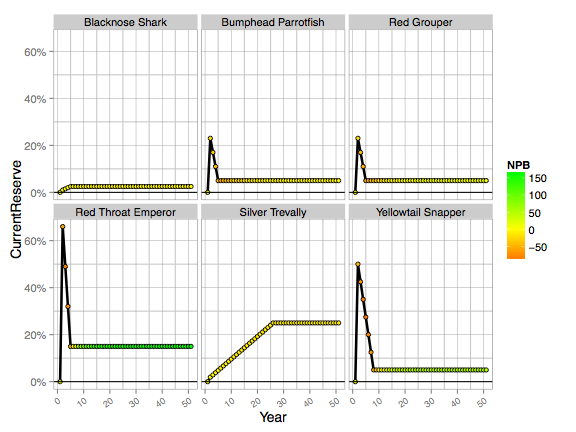 Blacknose Shark Bumphead Parrotfish Red Grouper
60%
40%
20%
0%
Red Throat Emperor Silver Trevally Yellowtail Snapper
60%
40%
20%
0%
CurrentReserve
0 10 20 30 40 50 0 10 20 30 40 50 0 10 20 30 40 50
Year
NPB
150
100
50
0
−50